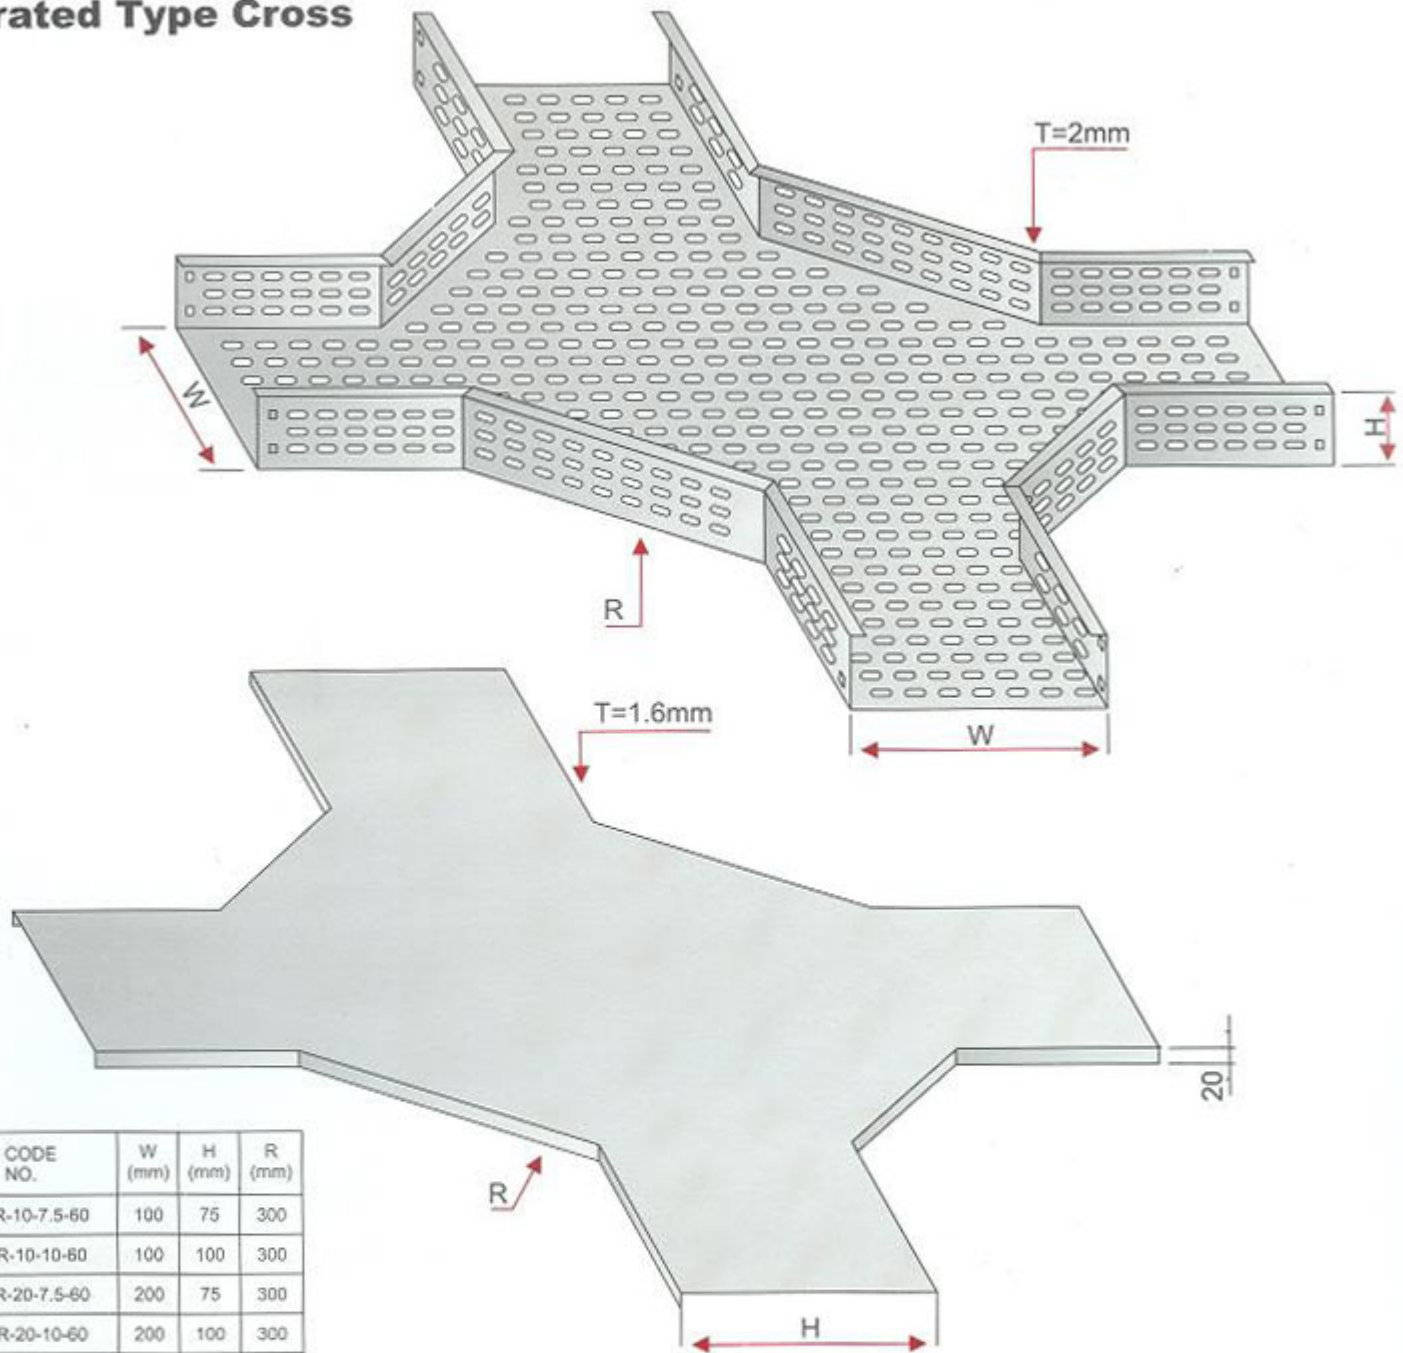 rated Type Cross
T=2mm
W
H
R
W
T=1.6mm
20
R
H
CODE NO. W (mm) H (mm) R (mm)
R-10-7.5-60 100 75 300
R-10-10-60 100 100 300
R-20-7.5-60 200 75 300
R-20-10-60 200 100 300